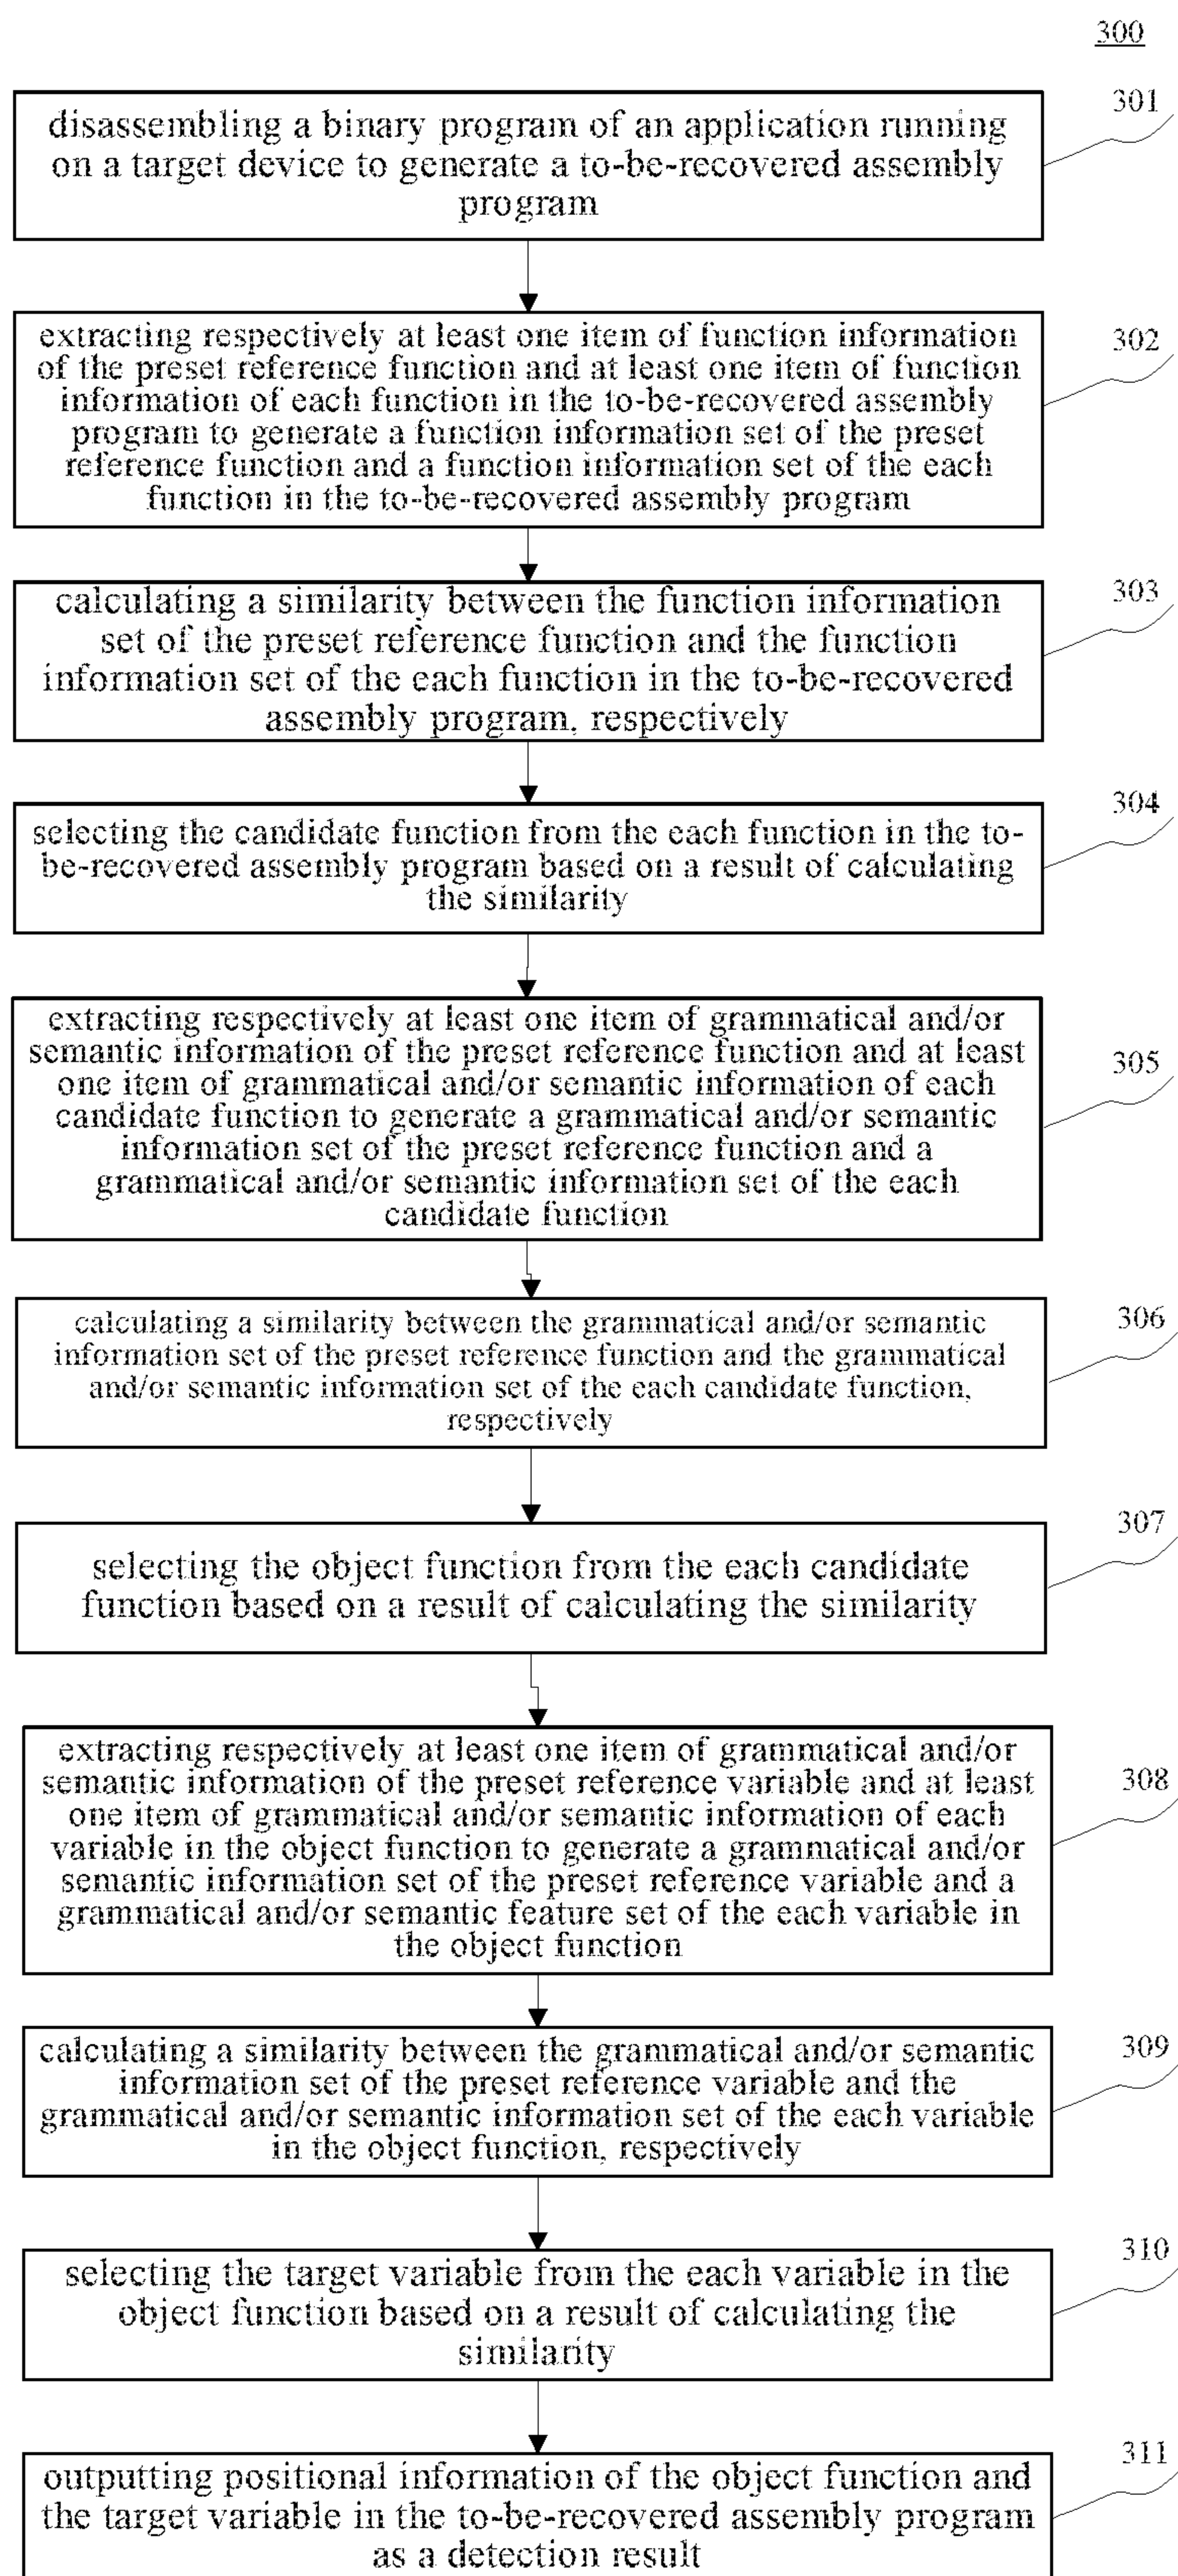 300
301
disassembling a binary program of an application running
on a target device to generate a to-be-recovered assembly
program
302
extracting respectively at least one item of function information
of the preset reference function and at least one item of function
information of each function in the to-be-recovered assembly
program to generate a function information set of the preset
reference function and a function information set of the each
function in the to-be-recovered assembly program
303
calculating a similarity between the function information
set of the preset reference function and the function
information set of the each function in the to-be-recovered
assembly program, respectively
304
selecting the candidate function from the each function in the to-
be-recovered assembly program based on a result of calculating
the similarity
305
extracting respectively at least one item of grammatical and/or
semantic information of the preset reference function and at least
one item of grammatical and/or semantic information of each
candidate function to generate a grammatical and/or semantic
information set of the preset reference function and a
grammatical and/or semantic information set of the each
candidate function
306
calculating a similarity between the grammatical and/or semantic
information set of the preset reference function and the grammatical
and/or semantic information set of the each candidate function,
respectively
307
selecting the object function from the each candidate
function based on a result of calculating the similarity
308
extracting respectively at least one item of grammatical and/or
semantic information of the preset reference variable and at least
one item of grammatical and/or semantic information of each
variable in the object function to generate a grammatical and/or
semantic information set of the preset reference variable and a
grammatical and/or semantic feature set of the each variable in
the object function
309
calculating a similarity between the grammatical and/or semantic
information set of the preset reference variable and the
grammatical and/or semantic information set of the each variable
in the object function, respectively
310
selecting the target variable from the each variable in the
object function based on a result of calculating the
similarity
311
outputting positional information of the object function and
the target variable in the to-be-recovered assembly program
as a detection result